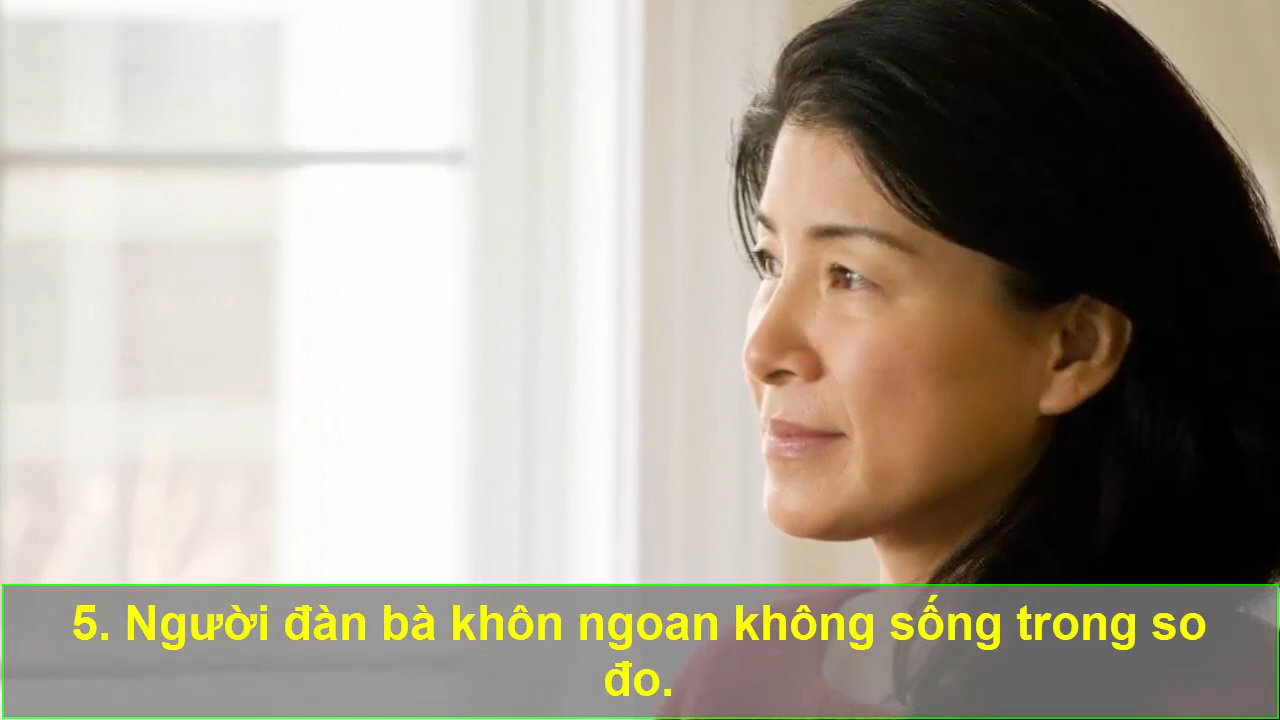 5. Người đàn bà khôn ngoan không sống trong so
đo.